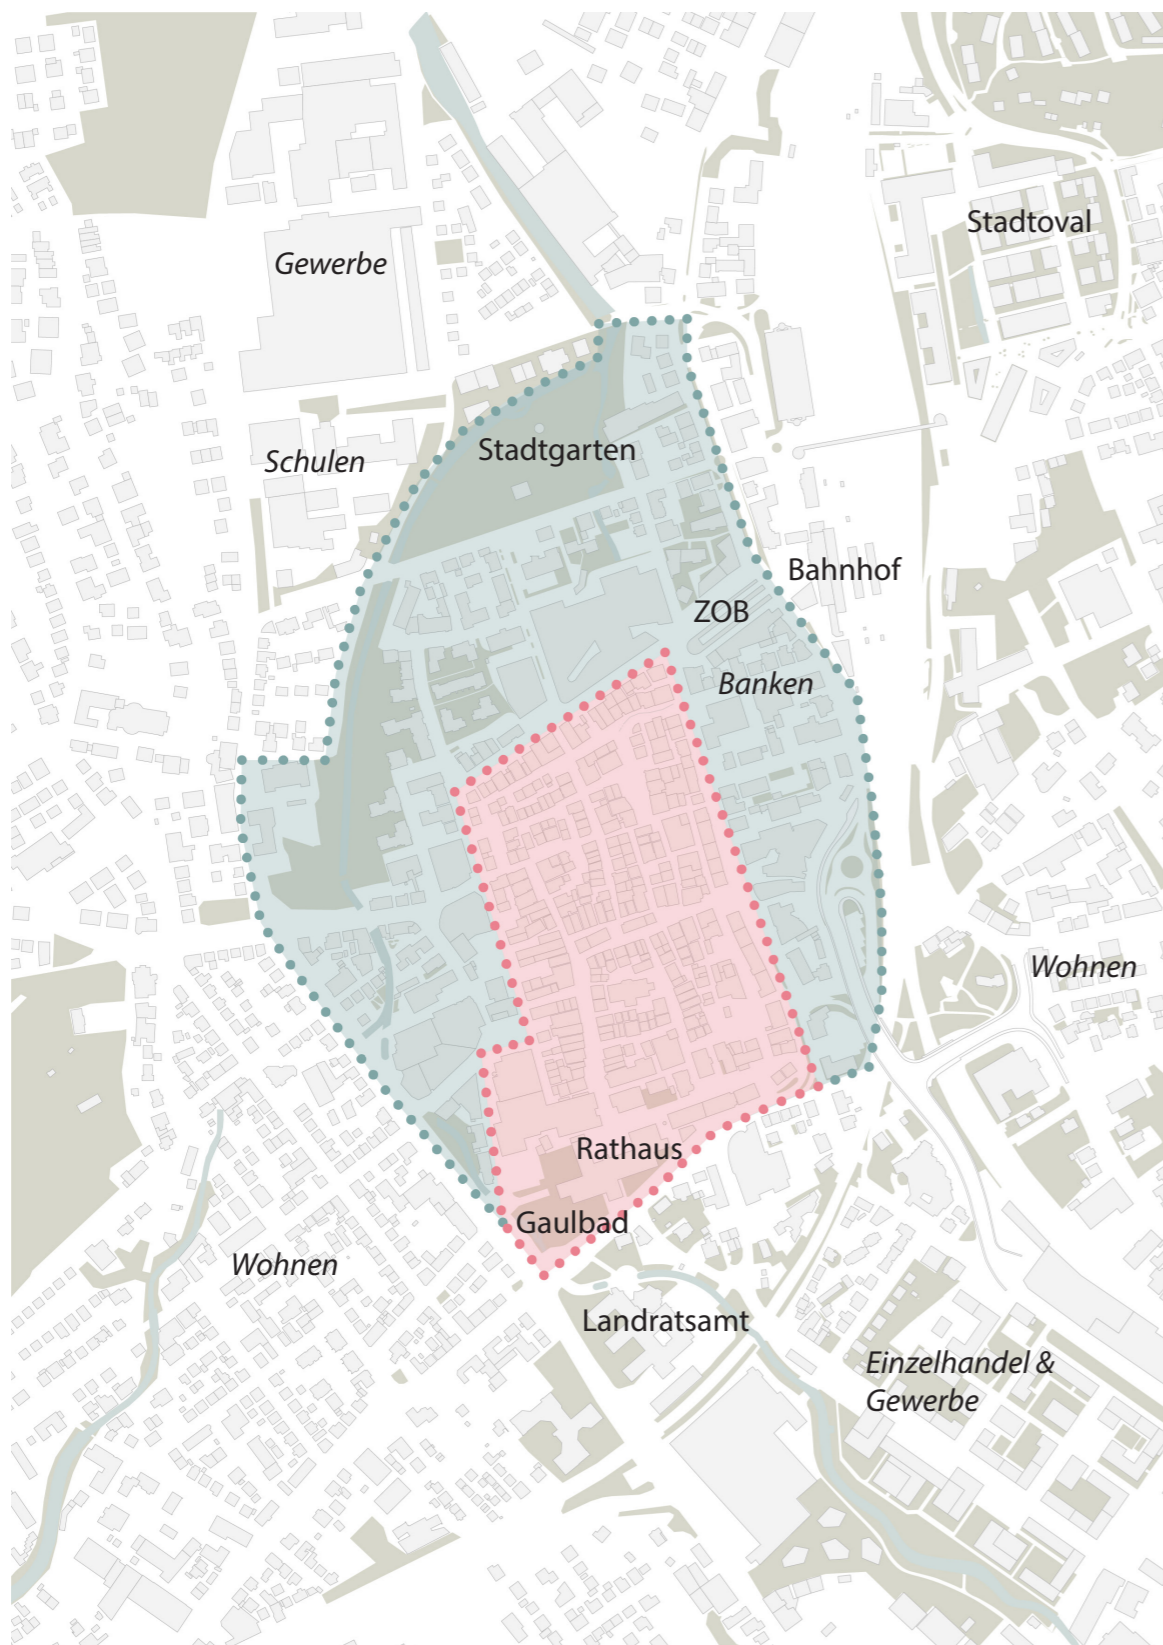 Stadtoval
Gewerbe
Stadtgarten
Schulen
Bahnhof
ZOB
Banken
Wohnen
Rathaus
Gaulbad
Wohnen
Landratsamt
Einzelhandel &
Gewerbe